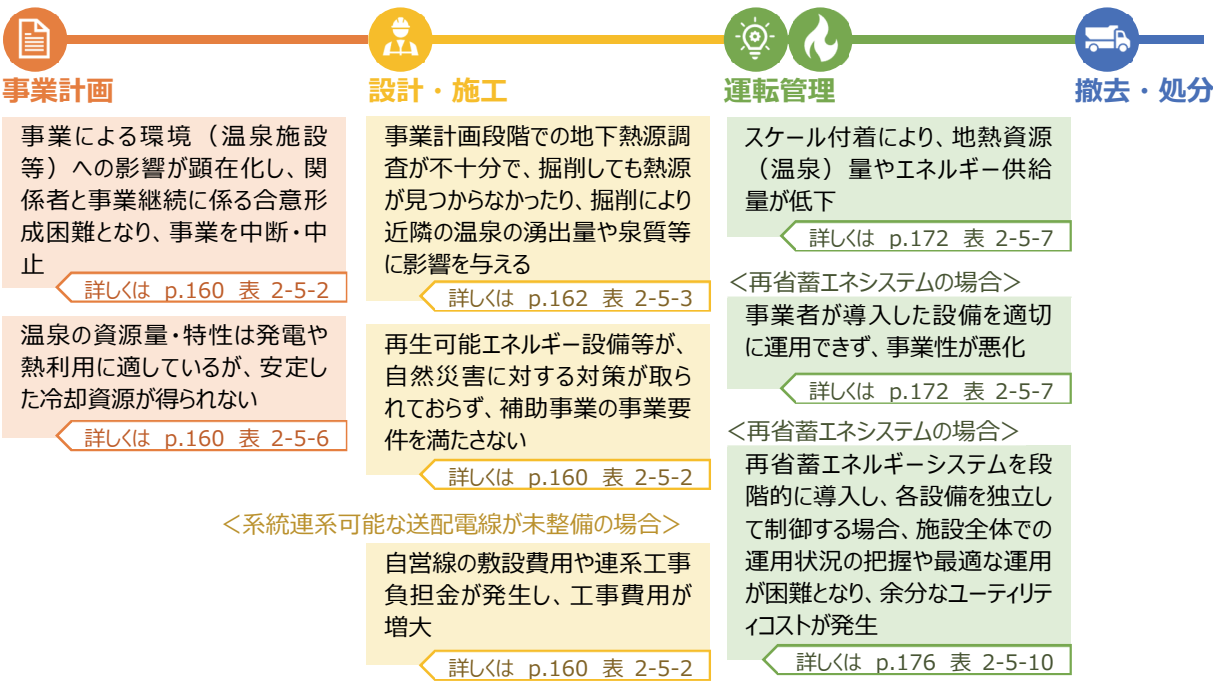 事業計画
事業による環境（温泉施設
等）への影響が顕在化し、関
係者と事業継続に係る合意形
成困難となり、事業を中断・中
止
詳しくは p.160 表 2-5-2
温泉の資源量・特性は発電や
熱利用に適しているが、安定し
た冷却資源が得られない
詳しくは p.160 表 2-5-6
設計・施工
事業計画段階での地下熱源調
査が不十分で、掘削しても熱源
が見つからなかったり、掘削により
近隣の温泉の湧出量や泉質等
に影響を与える
詳しくは p.162 表 2-5-3
再生可能エネルギー設備等が、
自然災害に対する対策が取ら
れておらず、補助事業の事業要
件を満たさない
詳しくは p.160 表 2-5-2
＜系統連系可能な送配電線が未整備の場合＞
自営線の敷設費用や連系工事
負担金が発生し、工事費用が
増大
詳しくは p.160 表 2-5-2
運転管理
スケール付着により、地熱資源
（温泉）量やエネルギー供給
量が低下
詳しくは p.172 表 2-5-7
＜再省蓄エネシステムの場合＞
事業者が導入した設備を適切
に運用できず、事業性が悪化
詳しくは p.172 表 2-5-7
＜再省蓄エネシステムの場合＞
再省蓄エネルギーシステムを段
階的に導入し、各設備を独立し
て制御する場合、施設全体での
運用状況の把握や最適な運用
が困難となり、余分なユーティリテ
ィコストが発生
詳しくは p.176 表 2-5-10
撤去・処分